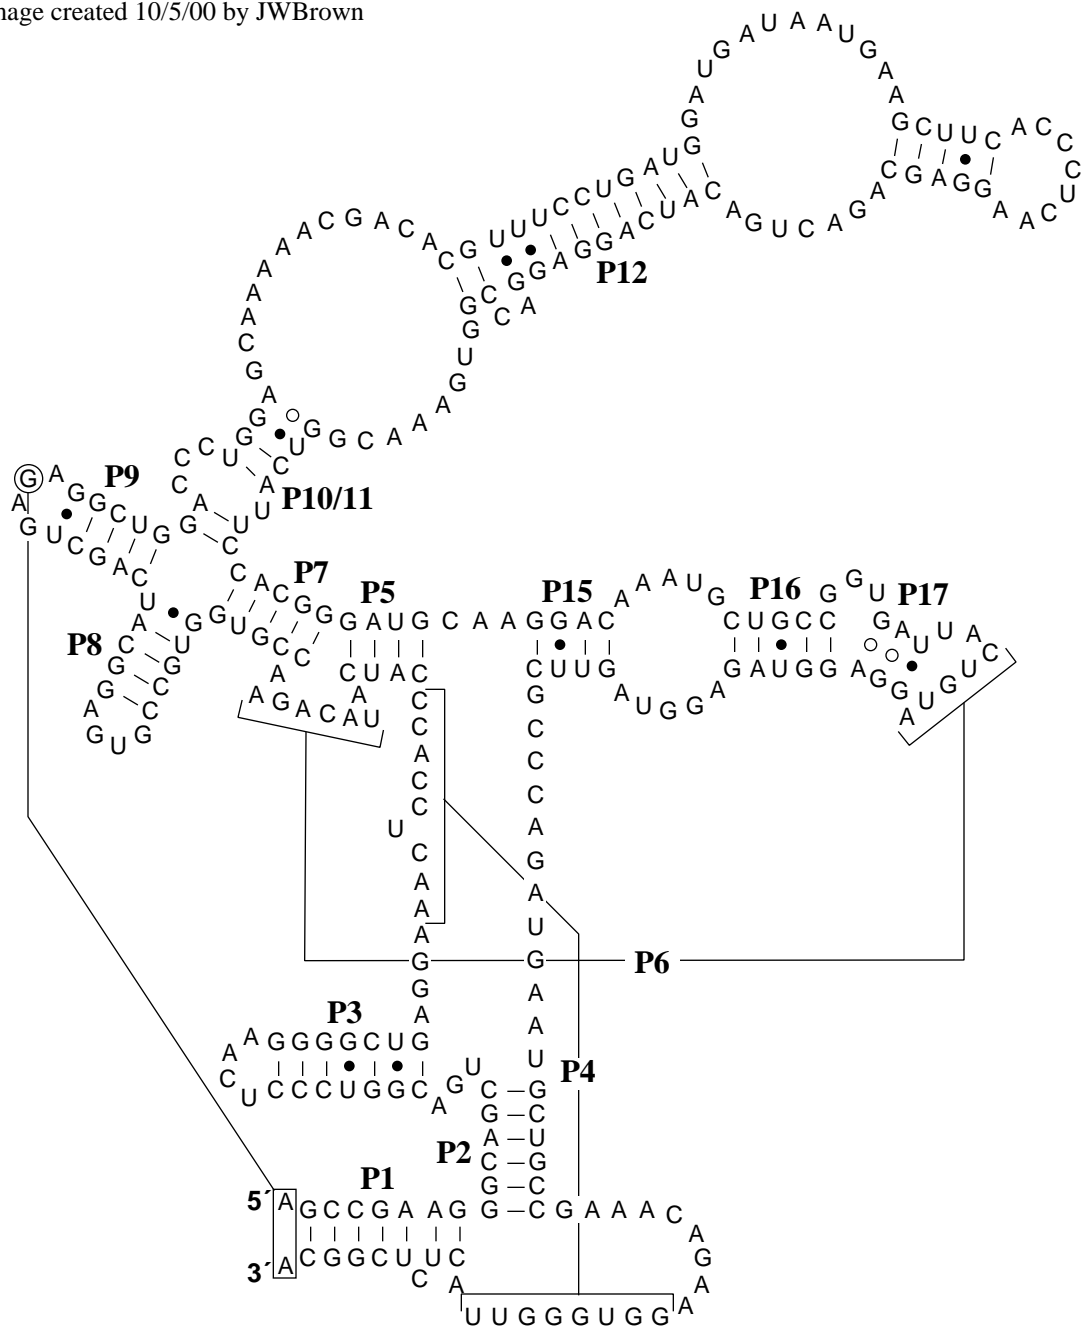 mage created 10/5/00 by JWBrown
G A U A A U G
U A A
A G C U U C A C C
G C G A G G A A C U C
U U U C C U G A U G
A C A G U C A G A C
C A U C A G G A G G A C C
P12
A A A A C G A C A C G
A A C G A G G U C C
G G U G A A A C G G U C A U U
P10/11
G A G G C U G G A C
P9
A G U C G A C U
C C A C G G G A U G C A A G G A C A A A U G C U G C C G G U G A U U A C
P7
P5
P15
P16
P17
P8
A C G G A G U G C C G U G G U G C C A A G A C A U A C U A C
C G U U G A U G G A G A U G G A G G A U G U C
C C A C C U C A A A G G A
G C C C A G A U G A A U
P6
P3
A A G G G G C U G
C U C C C U G G C A G U C
P4
G C U G C C
G A C G G
P2
P1
5´ A G C C G A A G G C G A A A C A G A A
3´ A C G G C U C U C A U U G G G U G G